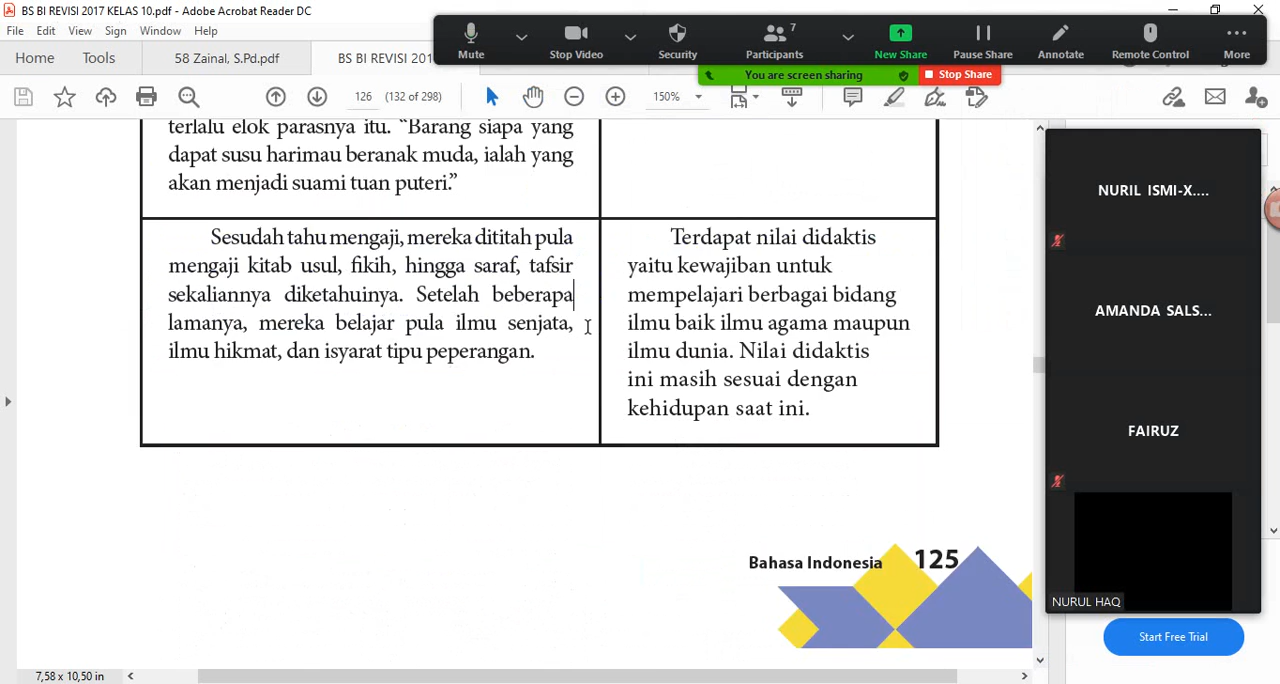 BS BI REVISI 2017 KELAS 10.pdf - Adobe Acrobat Reader DC
File Edit View Sign Window Help
Mute
Stop Video
Security
Participants
7
New Share
Pause Share
Annotate
Remote Control
More
You are screen sharing
Stop Share
Home
Tools
58 Zainal, S.Pd.pdf
BS BI REVISI 201
126
(132 of 298)
150%
terlalu elok parasnya itu. “Barang siapa yang
dapat susu harimau beranak muda, ialah yang
akan menjadi suami tuan puteri.”
Sesudah tahu mengaji, mereka dititah pula
mengaji kitab usul, fikih, hingga saraf, tafsir
sekaliannya diketahuinya. Setelah beberapa
lamanya, mereka belajar pula ilmu senjata,
ilmu hikmat, dan isyarat tipu peperangan.
Terdapat nilai didaktis
yaitu kewajiban untuk
mempelajari berbagai bidang
ilmu baik ilmu agama maupun
ilmu dunia. Nilai didaktis
ini masih sesuai dengan
kehidupan saat ini.
Bahasa Indonesia 125
NURIL ISMI-X....
AMANDA SALS...
FAIRUZ
NURUL HAQ
Start Free Trial
7,58 x 10,50 in